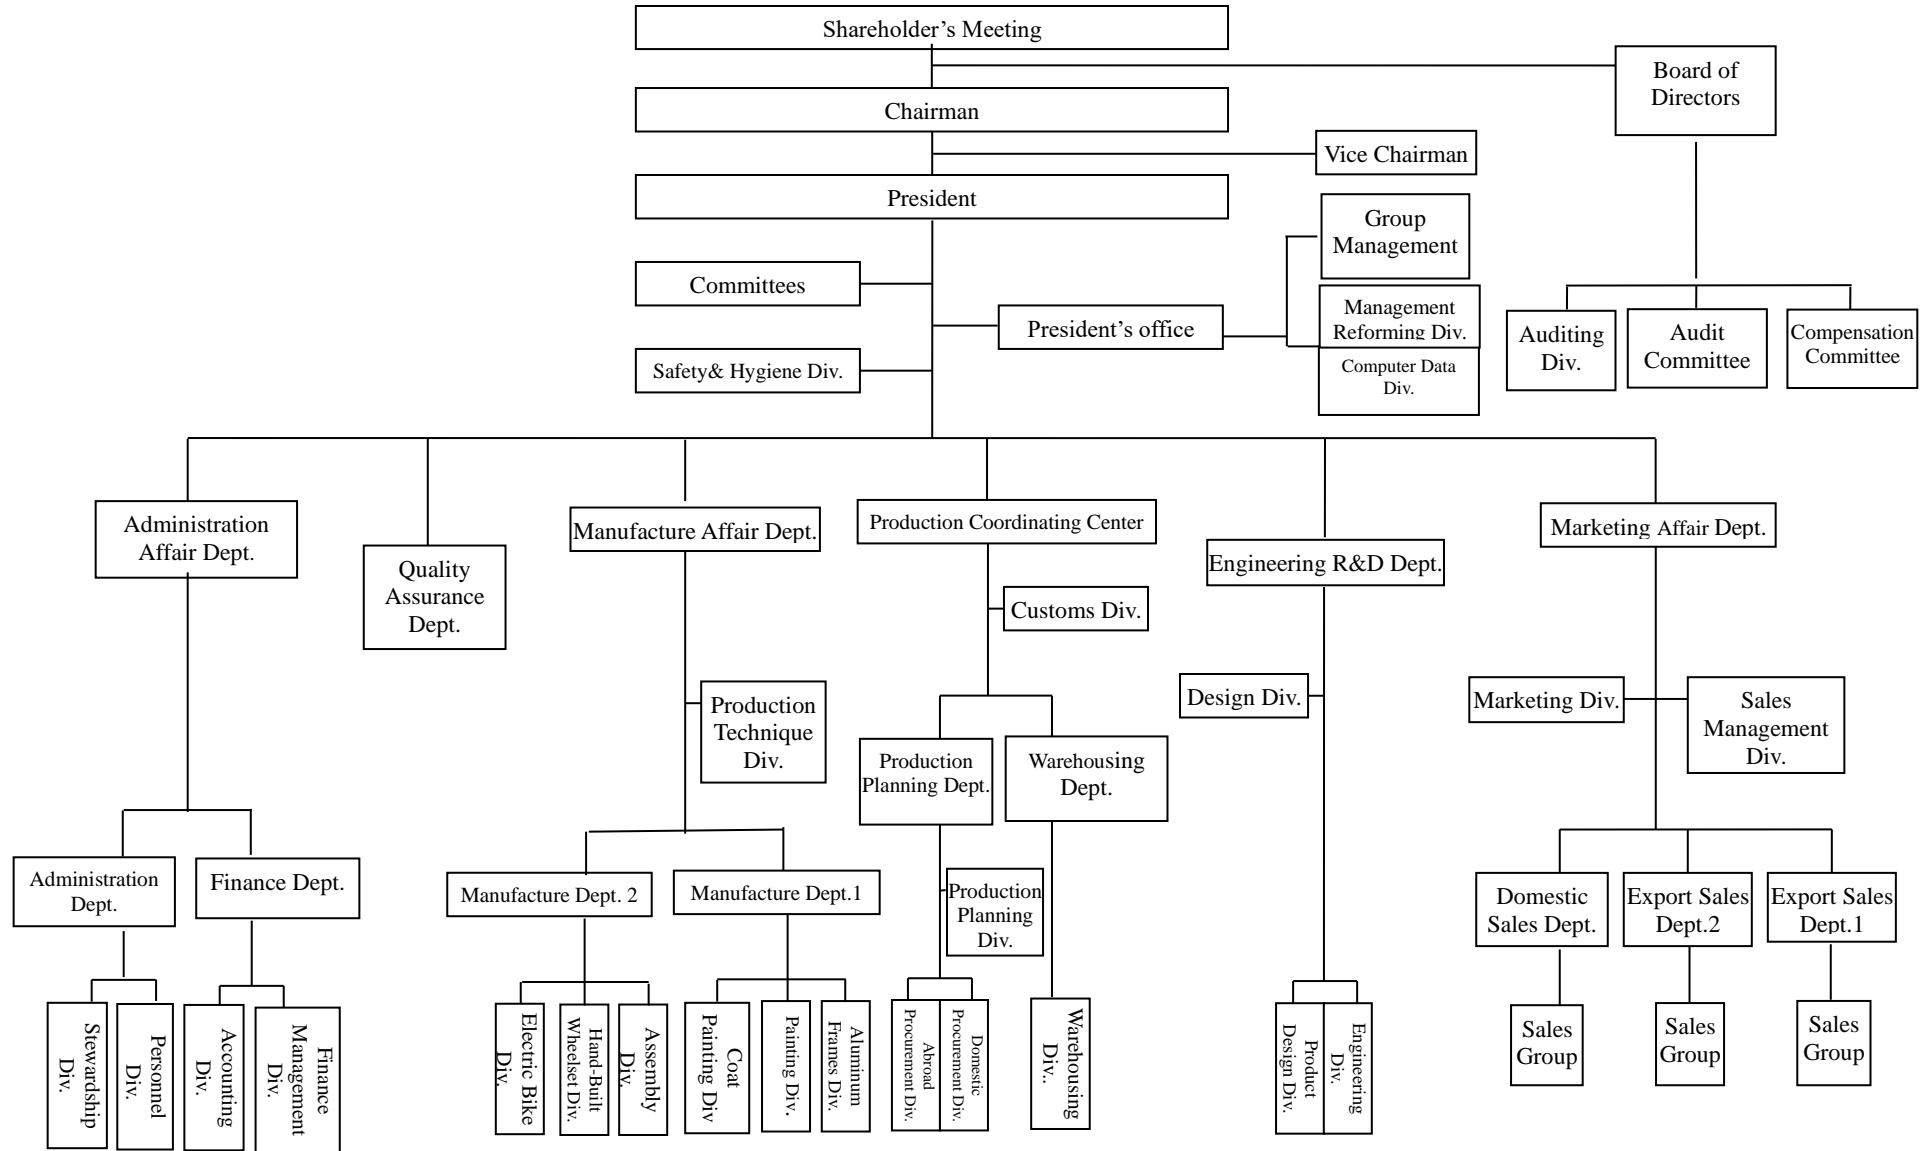 Shareholder’s Meeting
Board of
Directors
Chairman
Vice Chairman
President
Group
Management
Committees
Management
Reforming Div.
President’s office
Auditing
Div.
Audit
Committee
Compensation
Committee
Safety& Hygiene Div.
Computer Data
Div.
Administration
Affair Dept.
Quality
Assurance
Dept.
Manufacture Affair Dept.
Production Coordinating Center
Engineering R&D Dept.
Marketing Affair Dept.
Customs Div.
Production
Technique
Div.
Design Div.
Marketing Div.
Sales
Management
Div.
Production
Planning Dept.
Warehousing
Dept.
Administration
Dept.
Finance Dept.
Manufacture Dept. 2
Manufacture Dept.1
Production
Planning
Div.
Domestic
Sales Dept.
Export Sales
Dept.2
Export Sales
Dept.1
Stewardship
Div.
Personnel
Div.
Accounting
Div.
Finance
Management
Div.
Electric Bike
Div.
Hand-Built
Wheelset Div.
Assembly
Div.
Coat
Painting Div
Painting Div.
Aluminum
Frames Div.
Abroad
Procurement Div.
Domestic
Procurement Div.
Warehousing
Div..
Product
Design Div.
Engineering
Div.
Sales
Group
Sales
Group
Sales
Group